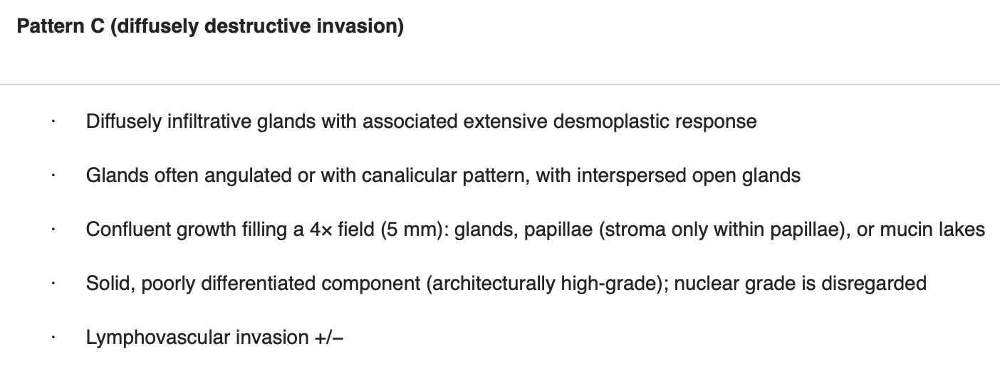 Pattern C (diffusely destructive invasion)
· Diffusely infiltrative glands with associated extensive desmoplastic response
· Glands often angulated or with canalicular pattern, with interspersed open glands
· Confluent growth filling a 4× field (5 mm): glands, papillae (stroma only within papillae), or mucin lakes
· Solid, poorly differentiated component (architecturally high-grade); nuclear grade is disregarded
· Lymphovascular invasion +/–